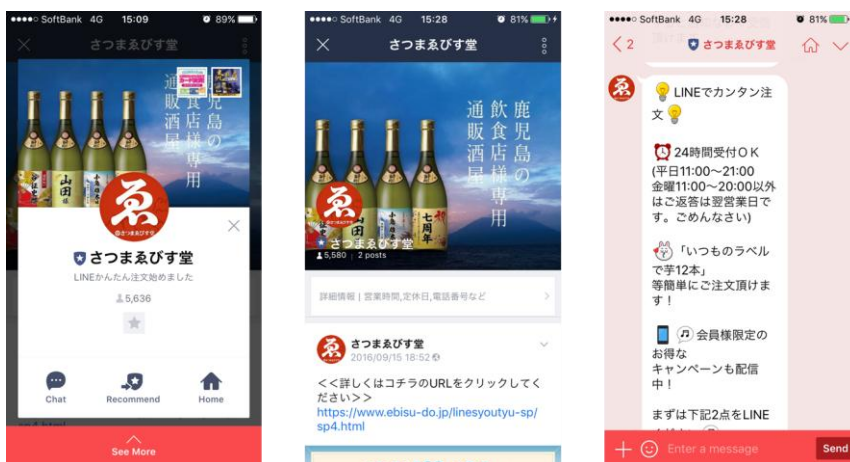 SoftBank 4G 15:09 89%
さつまゑびす堂
鹿児島の
飲食店様専用
通販酒屋
山田
ゑ
さつまゑびす堂
LINEかんたん注文始めました
5,636
Chat
Recommend
Home
See More
SoftBank 4G 15:28 81%
さつまゑびす堂
鹿児島の
飲食店様専用
通販酒屋
山田
七周年
ゑ
さつまゑびす堂
5,580 2 posts
詳細情報 | 営業時間,定休日,電話番号など
ゑ
さつまゑびす堂
2016/09/15 18:52
<<詳しくはコチラのURLをクリックしてく
ださい>>
https://www.ebisu-do.jp/linesyoutyu-sp/
sp4.html
SoftBank 4G 15:28 81%
2
さつまゑびす堂
ゑ
LINEでカンタン注
文
24時間受付OK
(平日11:00〜21:00
金曜11:00〜20:00以外
はご返答は翌営業日で
す。ごめんなさい)
「いつものラベル
で芋12本」
等簡単にご注文頂けま
す!
会員様限定の
お得な
キャンペーンも配信
中!
まずは下記2点をLINE
Enter a message
Send